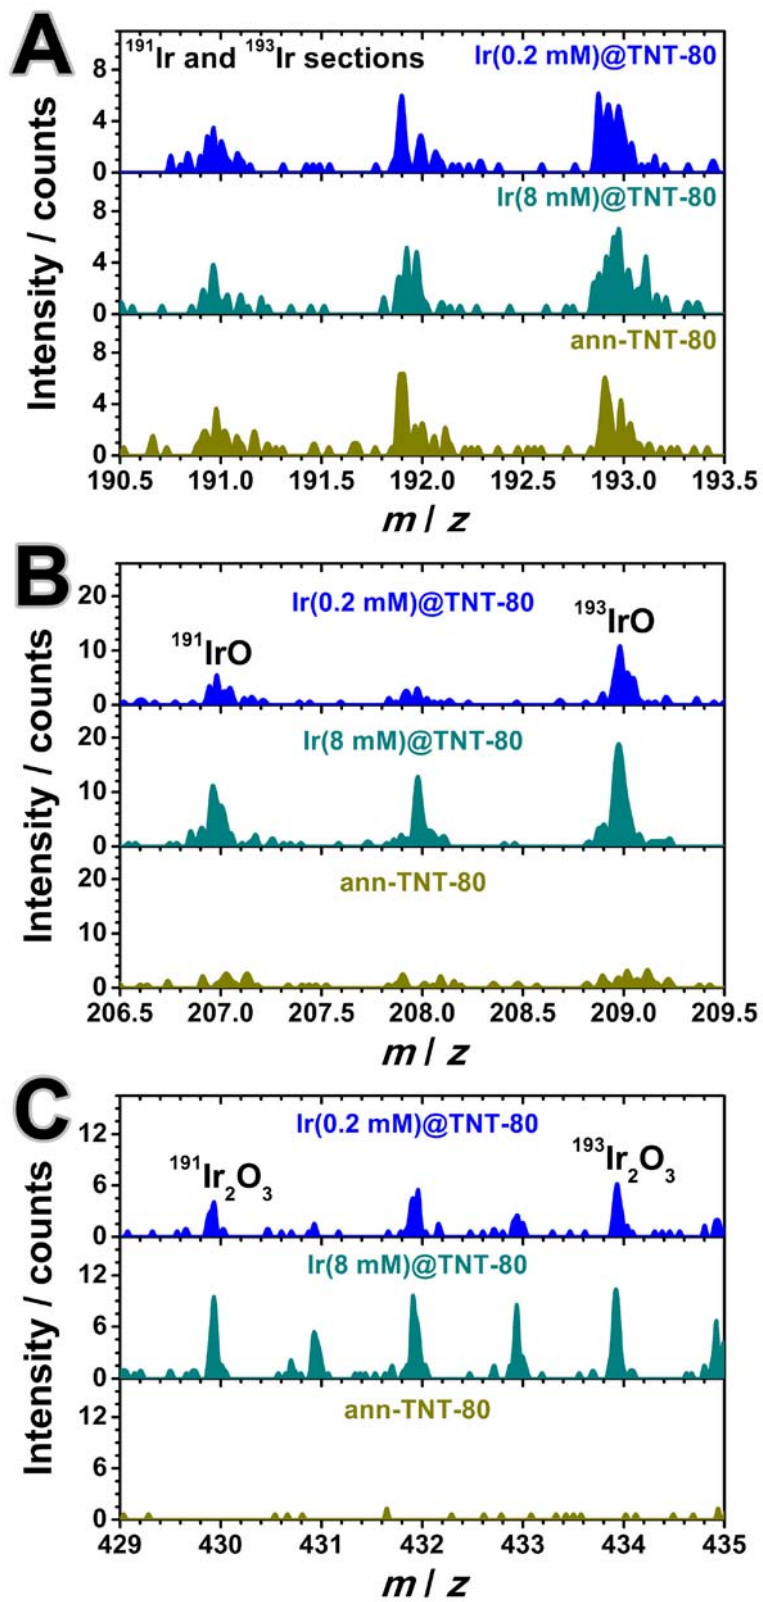 A
¹⁹¹Ir and ¹⁹³Ir sections
Ir(0.2 mM)@TNT-80
8
4
0
Ir(8 mM)@TNT-80
8
4
0
ann-TNT-80
8
4
0
Intensity / counts
190.5 191.0 191.5 192.0 192.5 193.0 193.5
m / z
B
Ir(0.2 mM)@TNT-80
¹⁹¹IrO
¹⁹³IrO
20
10
0
Ir(8 mM)@TNT-80
20
10
0
ann-TNT-80
20
10
0
Intensity / counts
206.5 207.0 207.5 208.0 208.5 209.0 209.5
m / z
C
Ir(0.2 mM)@TNT-80
¹⁹¹Ir₂O₃
¹⁹³Ir₂O₃
12
6
0
Ir(8 mM)@TNT-80
12
6
0
ann-TNT-80
12
6
0
Intensity / counts
429 430 431 432 433 434 435
m / z